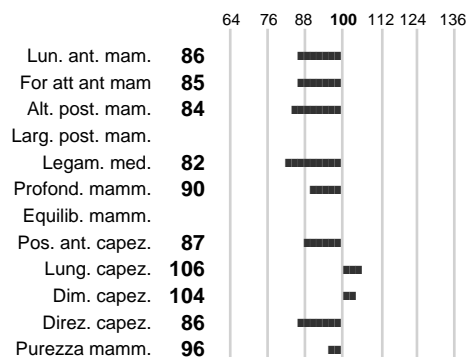 64 76 88 100 112 124 136
Lun. ant. mam. 86
For att ant mam 85
Alt. post. mam. 84
Larg. post. mam.
Legam. med. 82
Profond. mamm. 90
Equilib. mamm.
Pos. ant. capez. 87
Lung. capez. 106
Dim. capez. 104
Direz. capez. 86
Purezza mamm. 96